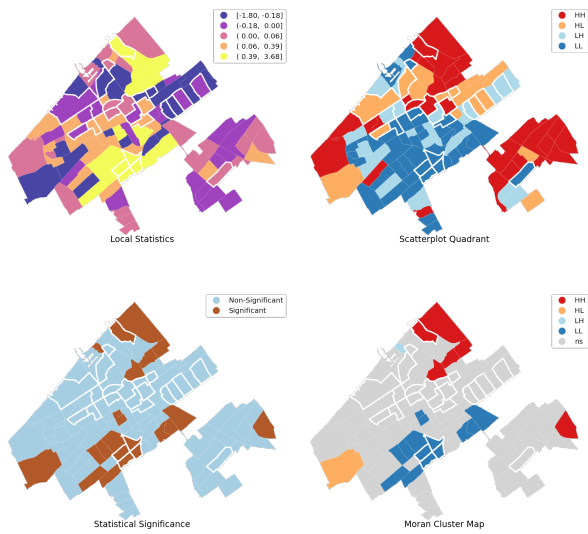 [-1.80, -0.18]
(-0.18, 0.00]
( 0.00, 0.06]
( 0.06, 0.39]
( 0.39, 3.68]
Local Statistics
HH
HL
LH
LL
Scatterplot Quadrant
Non-Significant
Significant
Statistical Significance
HH
HL
LH
LL
ns
Moran Cluster Map